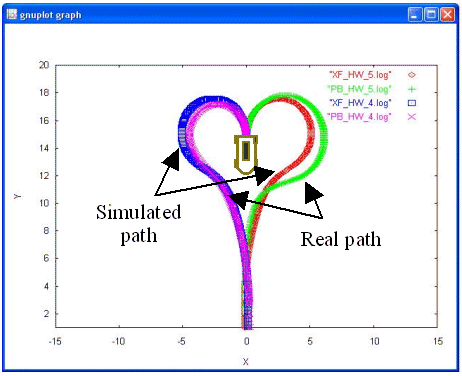 gnuplot graph
20
18
16
14
12
10
8
6
4
2
Y
"XF_HW_5.log"
"PB_HW_5.log"
"XF_HW_4.log"
"PB_HW_4.log"
Simulated
path
Real path
-15 -10 -5 0 5 10 15
X